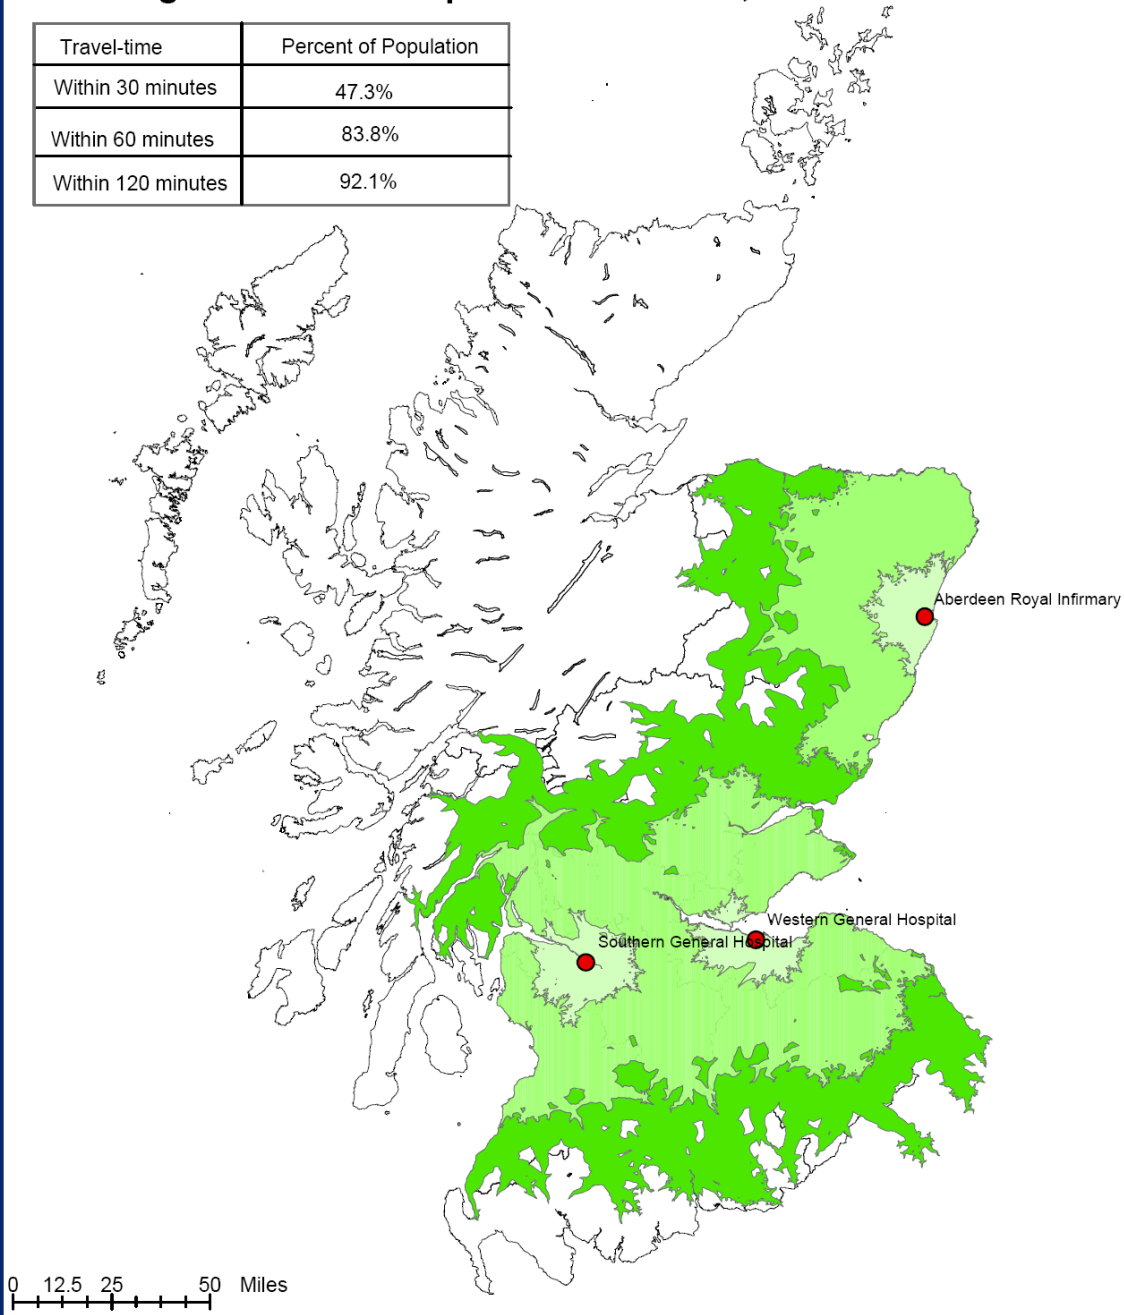 Travel-time Percent of Population
Within 30 minutes 47.3%
Within 60 minutes 83.8%
Within 120 minutes 92.1%
Aberdeen Royal Infirmary
Western General Hospital
Southern General Hospital
0 12.5 25 50 Miles